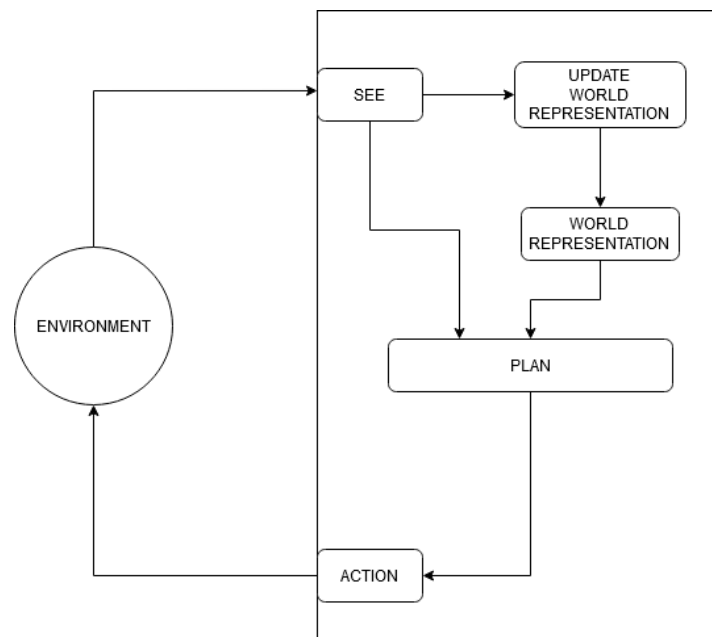 SEE
UPDATE
WORLD
REPRESENTATION
WORLD
REPRESENTATION
ENVIRONMENT
PLAN
ACTION